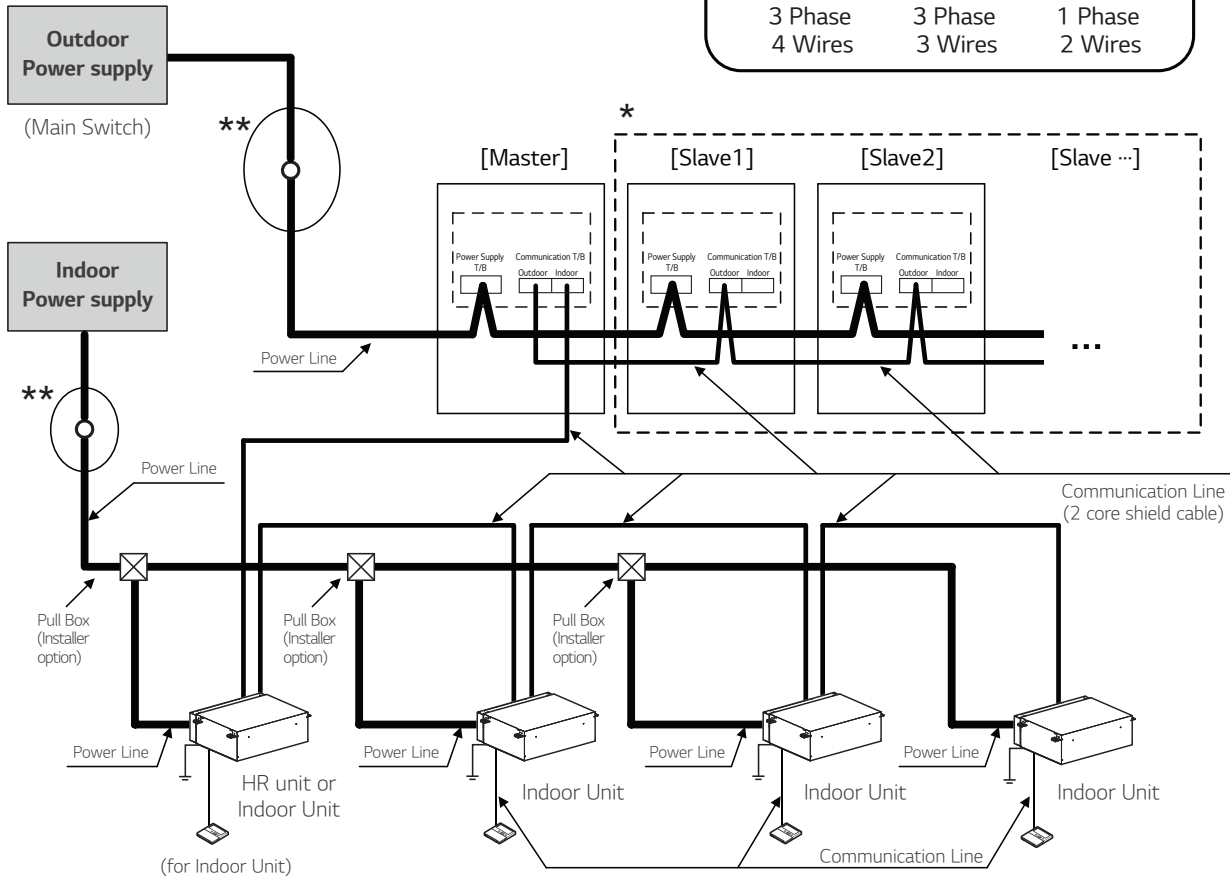 Outdoor
Power supply
(Main Switch)
**
3 Phase 3 Phase 1 Phase
4 Wires 3 Wires 2 Wires
*
[Master] [Slave1] [Slave2] [Slave ···]
Power Supply
T/B
Communication T/B
Outdoor Indoor
Power Supply
T/B
Communication T/B
Outdoor Indoor
Power Supply
T/B
Communication T/B
Outdoor Indoor
...
Power Line
Indoor
Power supply
**
Power Line
Communication Line
(2 core shield cable)
Pull Box
(Installer
option)
Pull Box
(Installer
option)
Pull Box
(Installer
option)
Power Line
Power Line
Power Line
Power Line
HR unit or
Indoor Unit
Indoor Unit
Indoor Unit
Indoor Unit
(for Indoor Unit)
Communication Line